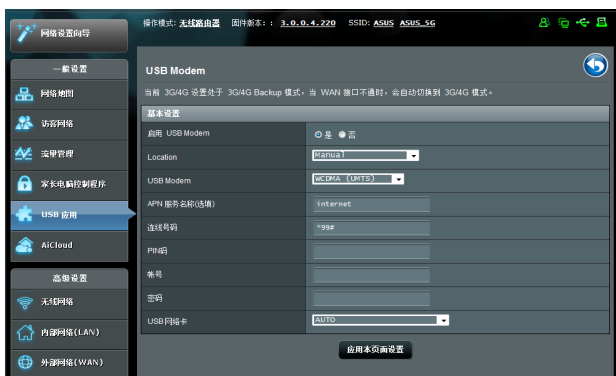 网络设置向导
操作模式: 无线路由器 固件版本: : 3.0.0.4.220 SSID: ASUS ASUS_5G
一般设置
网络地图
访客网络
流量管理
家长电脑控制程序
USB 应用
AiCloud
高级设置
无线网络
内部网络(LAN)
外部网络(WAN)
USB Modem
当前 3G/4G 设置处于 3G/4G Backup 模式，当 WAN 接口不通时，会自动切换到 3G/4G 模式。
基本设置
启用 USB Modem 是 否
Location Manual
USB Modem WCDMA (UMTS)
APN 服务名称(选填) internet
连线号码 *99#
PIN码
帐号
密码
USB 网络卡 AUTO
应用本页面设置